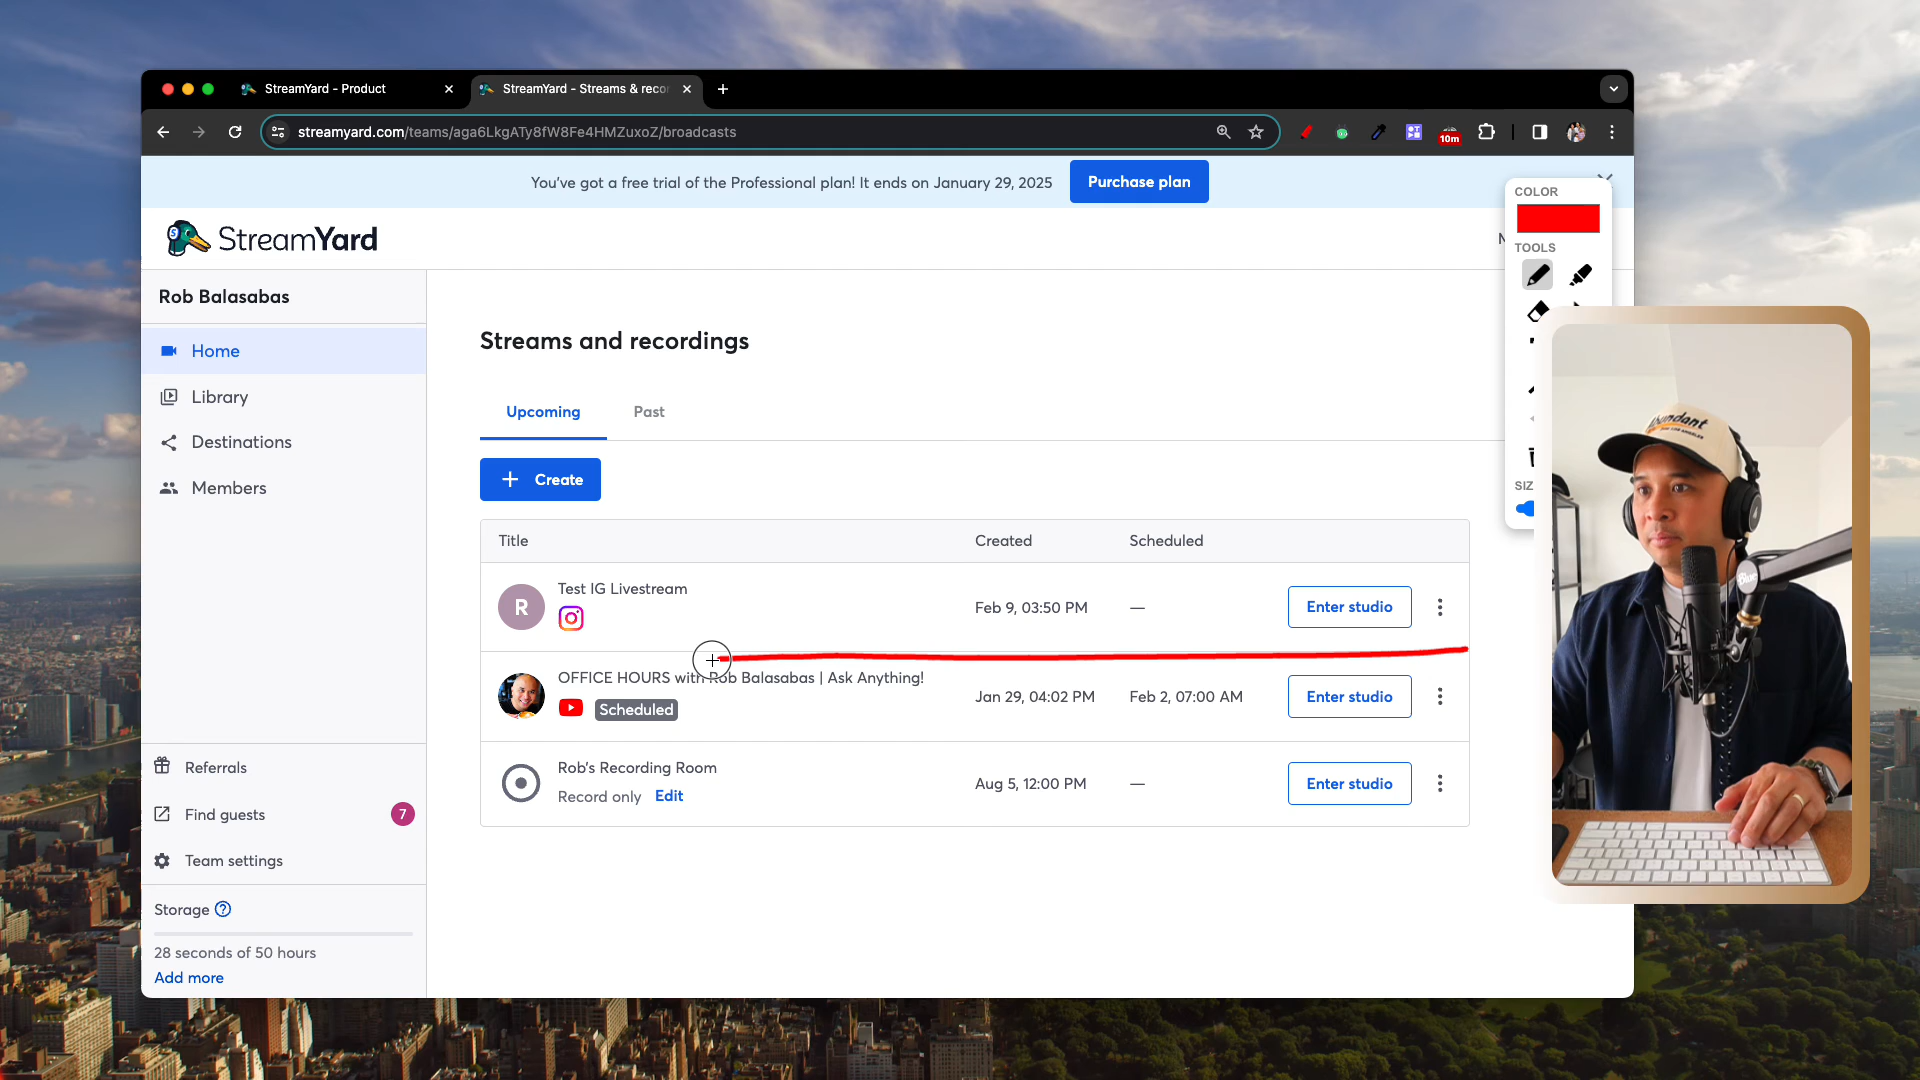 StreamYard - Product
StreamYard - Streams & reco
streamyard.com/teams/aga6LkgATy8fW8Fe4HMZuxoZ/broadcasts
10m
You've got a free trial of the Professional plan! It ends on January 29, 2025
Purchase plan
StreamYard
COLOR
TOOLS
SIZ
Rob Balasabas
Home
Library
Destinations
Members
Referrals
Find guests
7
Team settings
Storage
28 seconds of 50 hours
Add more
Streams and recordings
Upcoming
Past
+ Create
Title
Created
Scheduled
R
Test IG Livestream
Feb 9, 03:50 PM
—
Enter studio
OFFICE HOURS with Rob Balasabas | Ask Anything!
Scheduled
Jan 29, 04:02 PM
Feb 2, 07:00 AM
Enter studio
Rob's Recording Room
Record only
Edit
Aug 5, 12:00 PM
—
Enter studio